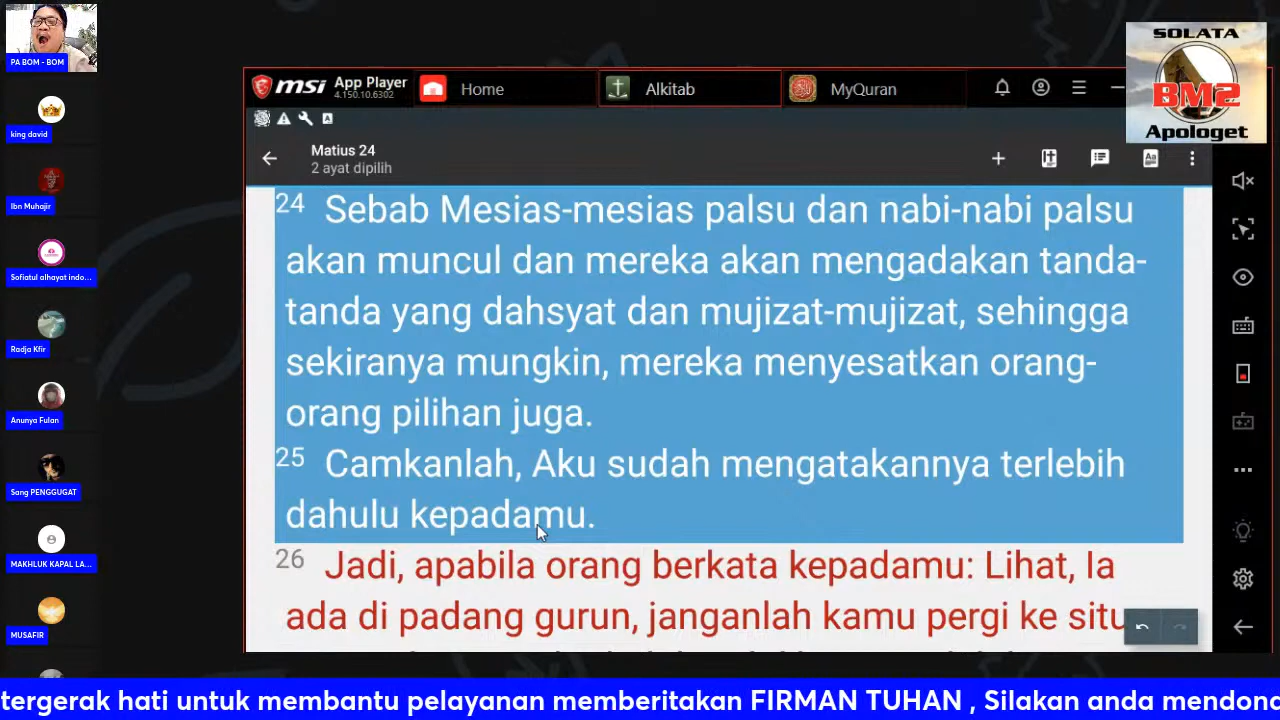 PA BOM - BOM
king david
Ibn Muhajir
Sofiatul alhayat indo...
Radja Kfir
Anunya Fulan
Sang PENGGUGAT
MAKHLUK KAPAL LA...
MUSAFIR
msi App Player
4.150.10.6302
Home
Alkitab
MyQuran
SOLATA
BM2
Apologet
Matius 24
2 ayat dipilih
24 Sebab Mesias-mesias palsu dan nabi-nabi palsu
akan muncul dan mereka akan mengadakan tanda-
tanda yang dahsyat dan mujizat-mujizat, sehingga
sekiranya mungkin, mereka menyesatkan orang-
orang pilihan juga.
25 Camkanlah, Aku sudah mengatakannya terlebih
dahulu kepadamu.
26 Jadi, apabila orang berkata kepadamu: Lihat, Ia
ada di padang gurun, janganlah kamu pergi ke situ
tergerak hati untuk membantu pelayanan memberitakan FIRMAN TUHAN , Silakan anda mendona